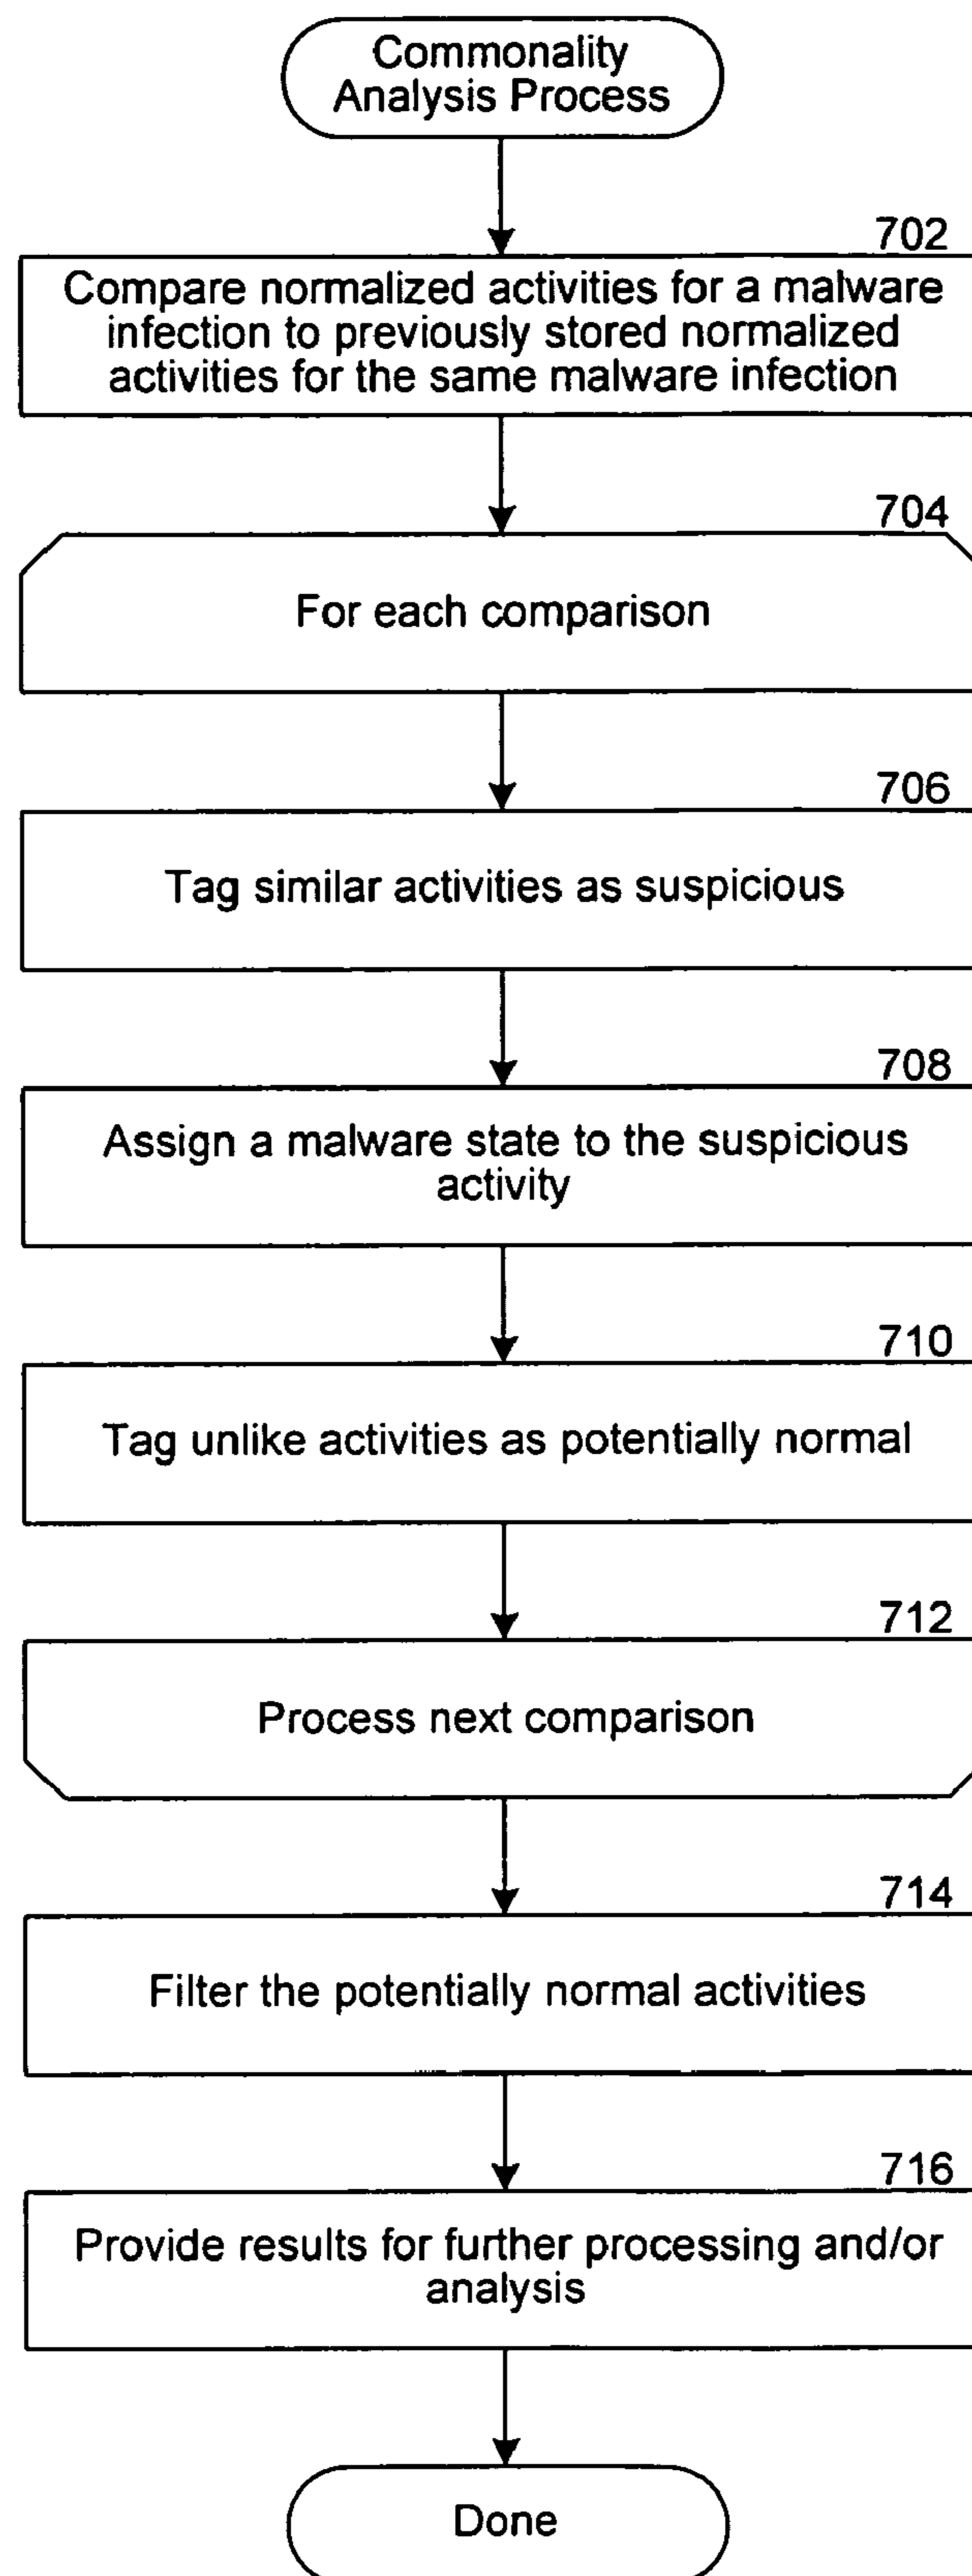 Commonality
Analysis Process
702
Compare normalized activities for a malware
infection to previously stored normalized
activities for the same malware infection
704
For each comparison
706
Tag similar activities as suspicious
708
Assign a malware state to the suspicious
activity
710
Tag unlike activities as potentially normal
712
Process next comparison
714
Filter the potentially normal activities
716
Provide results for further processing and/or
analysis
Done